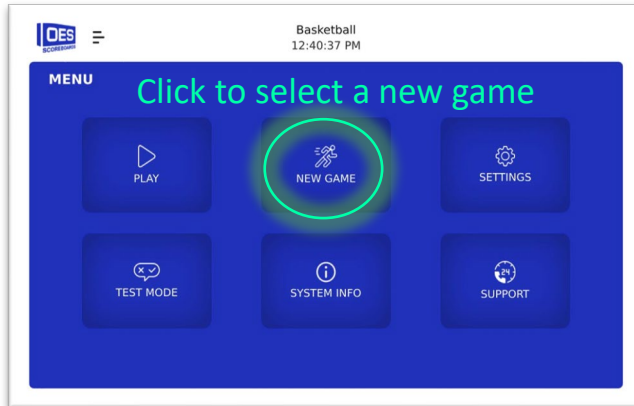 OES
SCOREBOARDS
Basketball
12:40:37 PM
MENU
Click to select a new game
PLAY
NEW GAME
SETTINGS
24
TEST MODE
SYSTEM INFO
SUPPORT